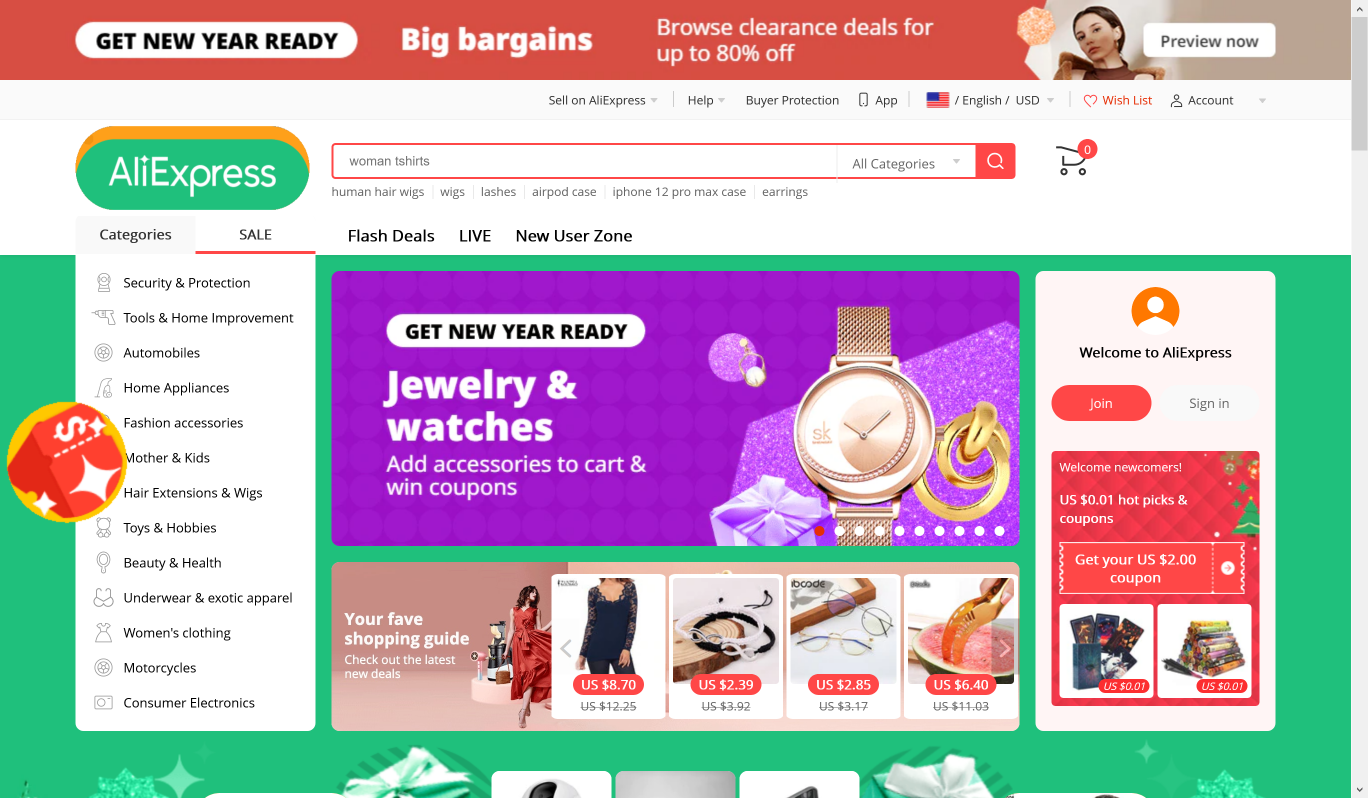 GET NEW YEAR READY
Big bargains
Browse clearance deals for
up to 80% off
Preview now
Sell on AliExpress
Help
Buyer Protection
App
/ English / USD
Wish List
Account
AliExpress
woman tshirts
All Categories
0
human hair wigs
wigs
lashes
airpod case
iphone 12 pro max case
earrings
Categories
SALE
Flash Deals
LIVE
New User Zone
Security & Protection
Tools & Home Improvement
Automobiles
Home Appliances
Fashion accessories
Mother & Kids
Hair Extensions & Wigs
Toys & Hobbies
Beauty & Health
Underwear & exotic apparel
Women's clothing
Motorcycles
Consumer Electronics
GET NEW YEAR READY
Jewelry &
watches
Add accessories to cart &
win coupons
sk
Your fave
shopping guide
Check out the latest
new deals
US $8.70
US $12.25
US $2.39
US $3.92
US $2.85
US $3.17
US $6.40
US $11.03
Welcome to AliExpress
Join
Sign in
Welcome newcomers!
US $0.01 hot picks &
coupons
Get your US $2.00
coupon
US $0.01
US $0.01